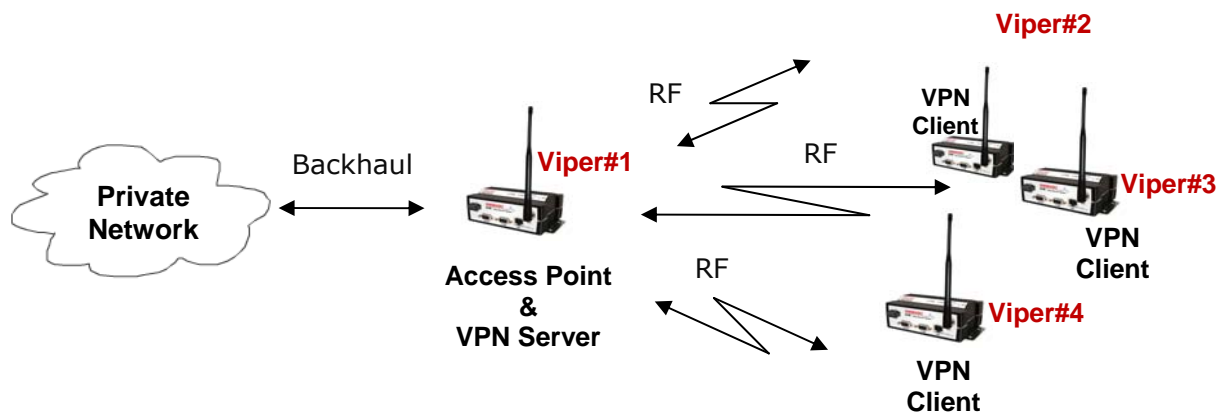 Viper#2
RF
VPN
Client
RF
Backhaul
Viper#1
Viper#3
Private
Network
VPN
Client
Access Point
&
VPN Server
RF
Viper#4
VPN
Client